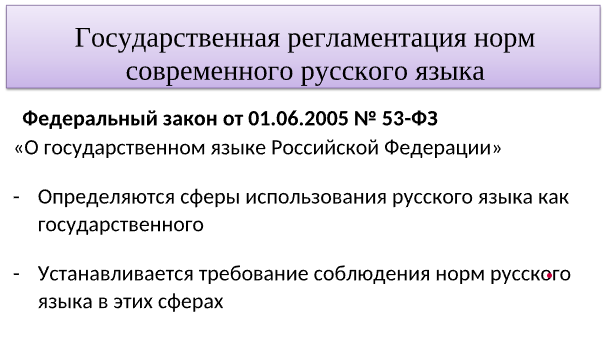 Государственная регламентация норм
современного русского языка
Федеральный закон от 01.06.2005 № 53-ФЗ
«О государственном языке Российской Федерации»
- Определяются сферы использования русского языка как
государственного
- Устанавливается требование соблюдения норм русского
языка в этих сферах